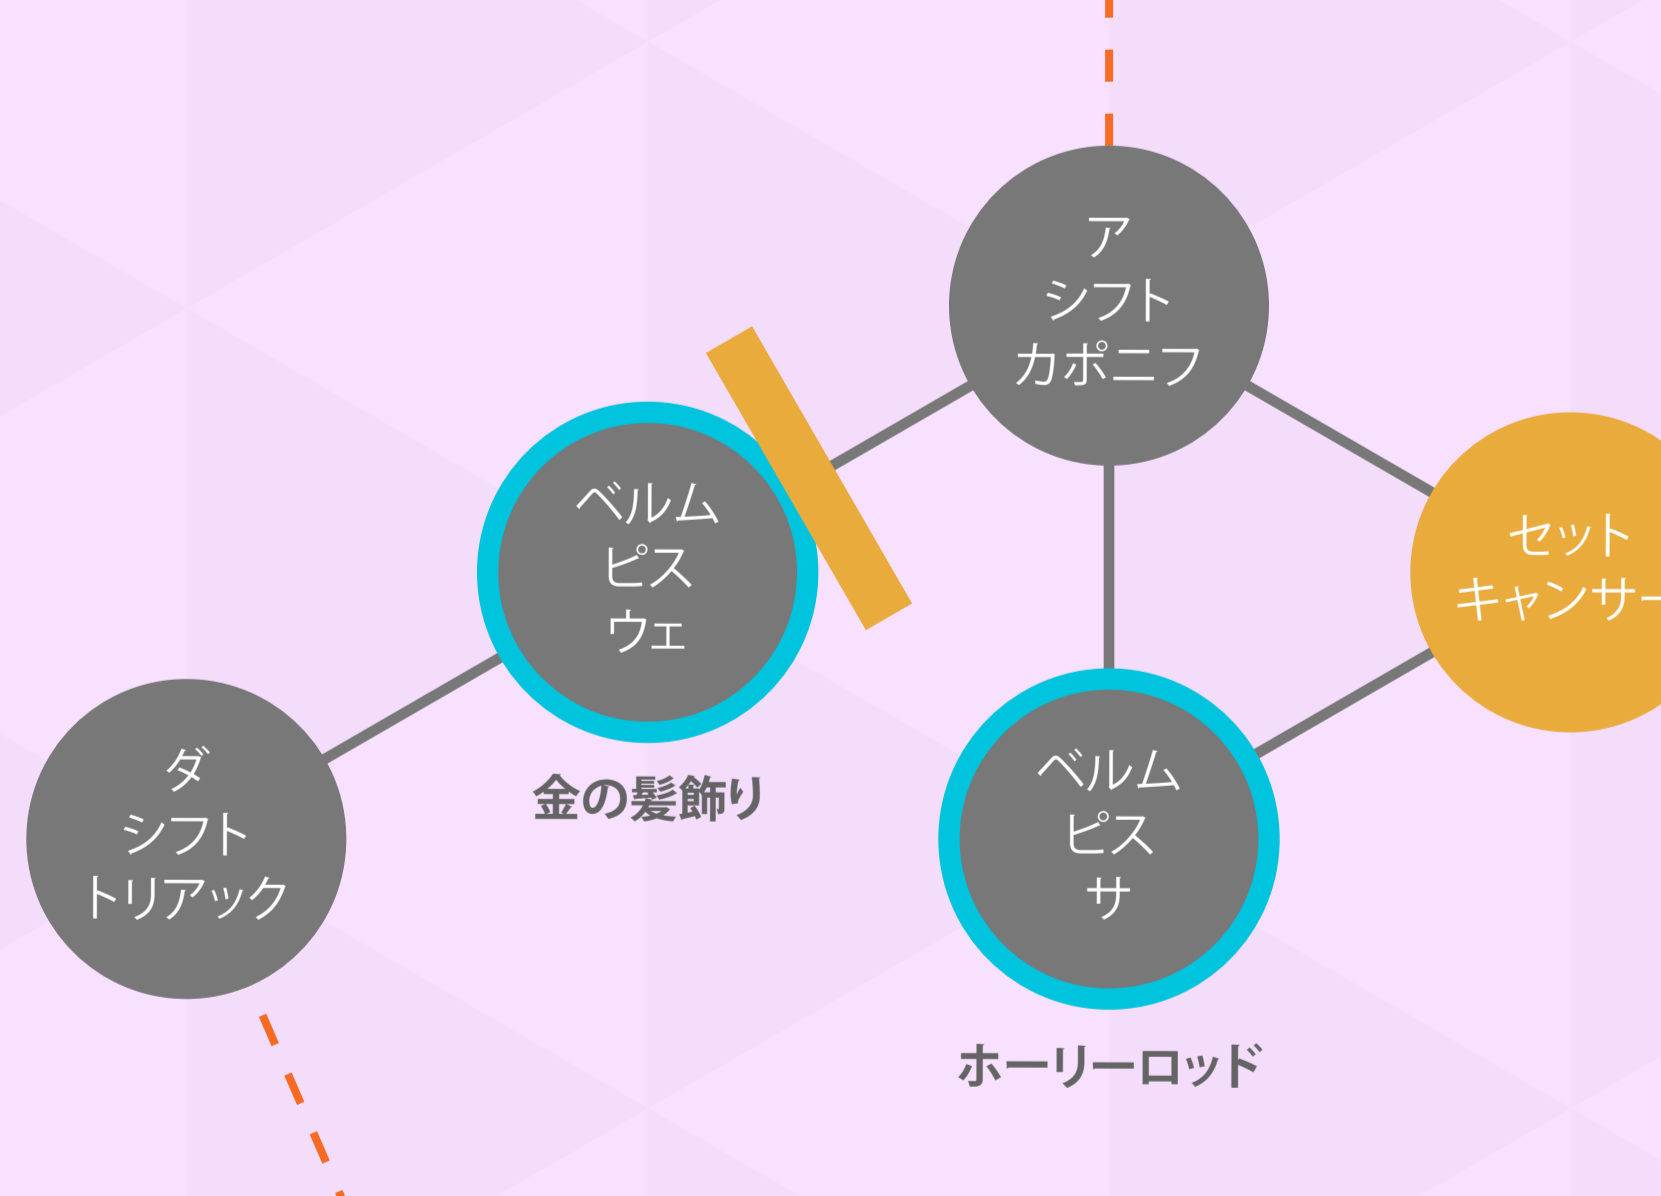 ア
シフト
カポニフ
ベルム
ピス
ウェ
セット
キャンサー
ダ
シフト
トリアック
金の髪飾り
ベルム
ピス
サ
ホーリーロッド